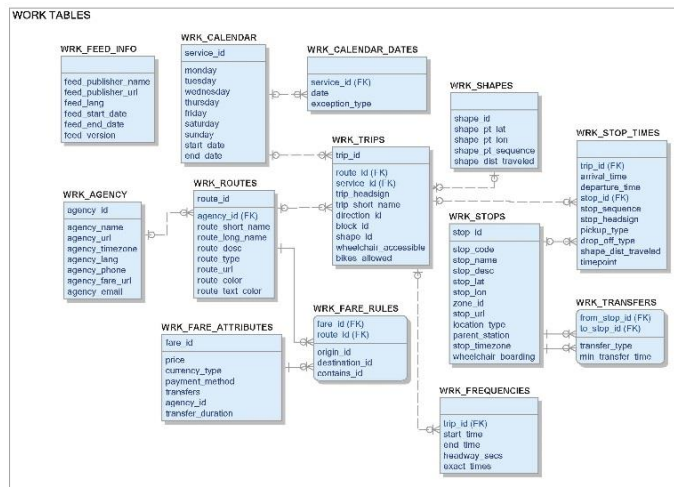 WORK TABLES
WRK_FEED_INFO
feed_publisher_name
feed_publisher_url
feed_lang
feed_start_date
feed_end_date
feed_version
WRK_CALENDAR
service_id
monday
tuesday
wednesday
thursday
friday
saturday
sunday
start_date
end_date
WRK_CALENDAR_DATES
service_id (FK)
date
exception_type
WRK_SHAPES
shape_id
shape_pt_lat
shape_pt_lon
shape_pt_sequence
shape_dist_traveled
WRK_STOP_TIMES
trip_id (FK)
arrival_time
departure_time
stop_id (FK)
stop_sequence
stop_headsign
pickup_type
drop_off_type
shape_dist_traveled
timepoint
WRK_TRIPS
trip_id
route_id (FK)
service_id (FK)
trip_headsign
trip_short_name
direction_id
block_id
shape_id
wheelchair_accessible
bikes_allowed
WRK_AGENCY
agency_id
agency_name
agency_url
agency_timezone
agency_lang
agency_phone
agency_fare_url
agency_email
WRK_ROUTES
route_id
agency_id (FK)
route_short_name
route_long_name
route_desc
route_type
route_url
route_color
route_text_color
WRK_STOPS
stop_id
stop_code
stop_name
stop_desc
stop_lat
stop_lon
zone_id
stop_url
location_type
parent_station
stop_timezone
wheelchair_boarding
WRK_TRANSFERS
from_stop_id (FK)
to_stop_id (FK)
transfer_type
min_transfer_time
WRK_FARE_RULES
fare_id (FK)
route_id (FK)
origin_id
destination_id
contains_id
WRK_FARE_ATTRIBUTES
fare_id
price
currency_type
payment_method
transfers
agency_id
transfer_duration
WRK_FREQUENCIES
trip_id (FK)
start_time
end_time
headway_secs
exact_times